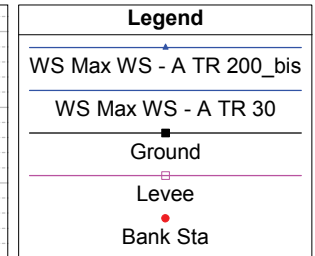 Legend
WS Max WS - A TR 200_bis
WS Max WS - A TR 30
Ground
Levee
Bank Sta